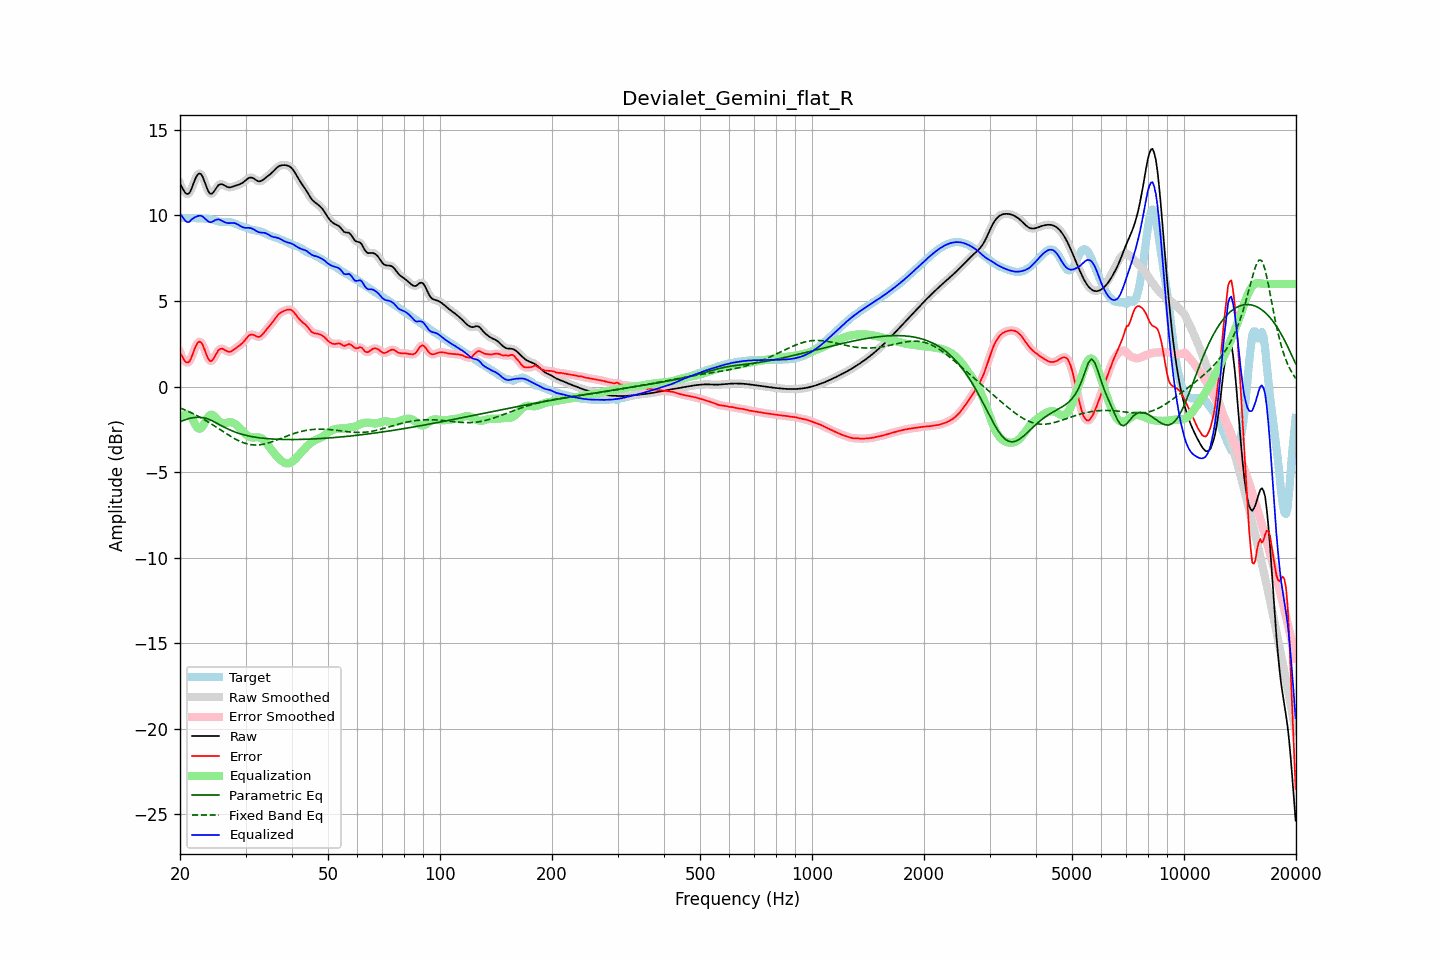 Devialet_Gemini_flat_R
15
10
5
0
−5
−10
−15
−20
−25
Amplitude (dBr)
Target
Raw Smoothed
Error Smoothed
Raw
Error
Equalization
Parametric Eq
Fixed Band Eq
Equalized
20 50 100 200 500 1000 2000 5000 10000 20000
Frequency (Hz)